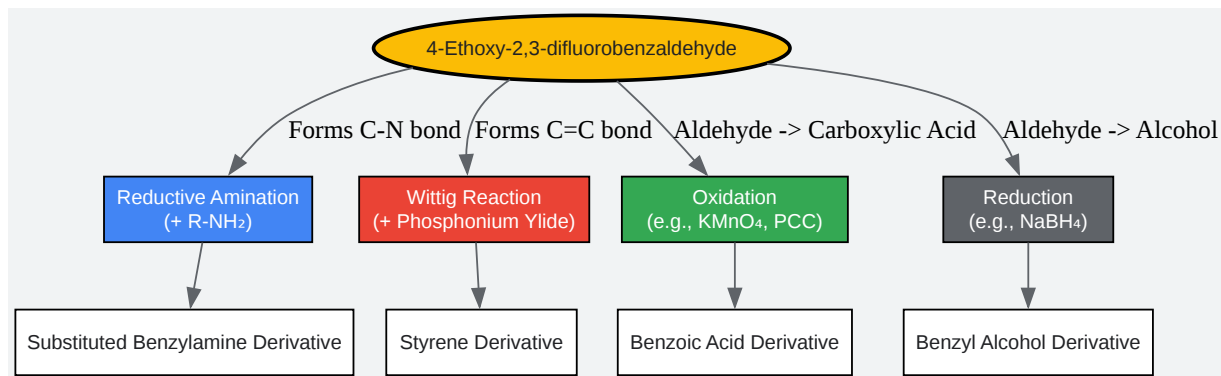 4-Ethoxy-2,3-difluorobenzaldehyde
Forms C-N bond
Forms C=C bond
Aldehyde -> Carboxylic Acid
Aldehyde -> Alcohol
Reductive Amination
(+ R-NH₂)
Wittig Reaction
(+ Phosphonium Ylide)
Oxidation
(e.g., KMnO₄, PCC)
Reduction
(e.g., NaBH₄)
Substituted Benzylamine Derivative
Styrene Derivative
Benzoic Acid Derivative
Benzyl Alcohol Derivative